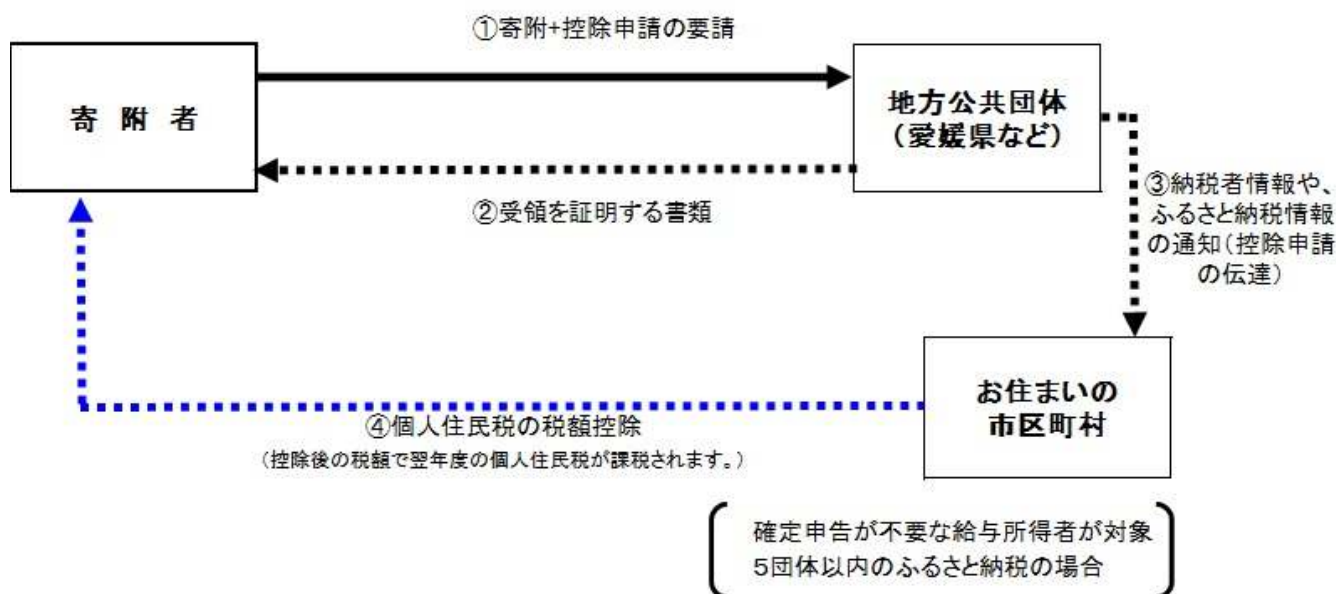 ①寄附+控除申請の要請
寄 附 者
地方公共団体
（愛媛県など）
②受領を証明する書類
③納税者情報や、
ふるさと納税情報
の通知（控除申請
の伝達）
お住まいの
市区町村
④個人住民税の税額控除
（控除後の税額で翌年度の個人住民税が課税されます。）
確定申告が不要な給与所得者が対象
５団体以内のふるさと納税の場合